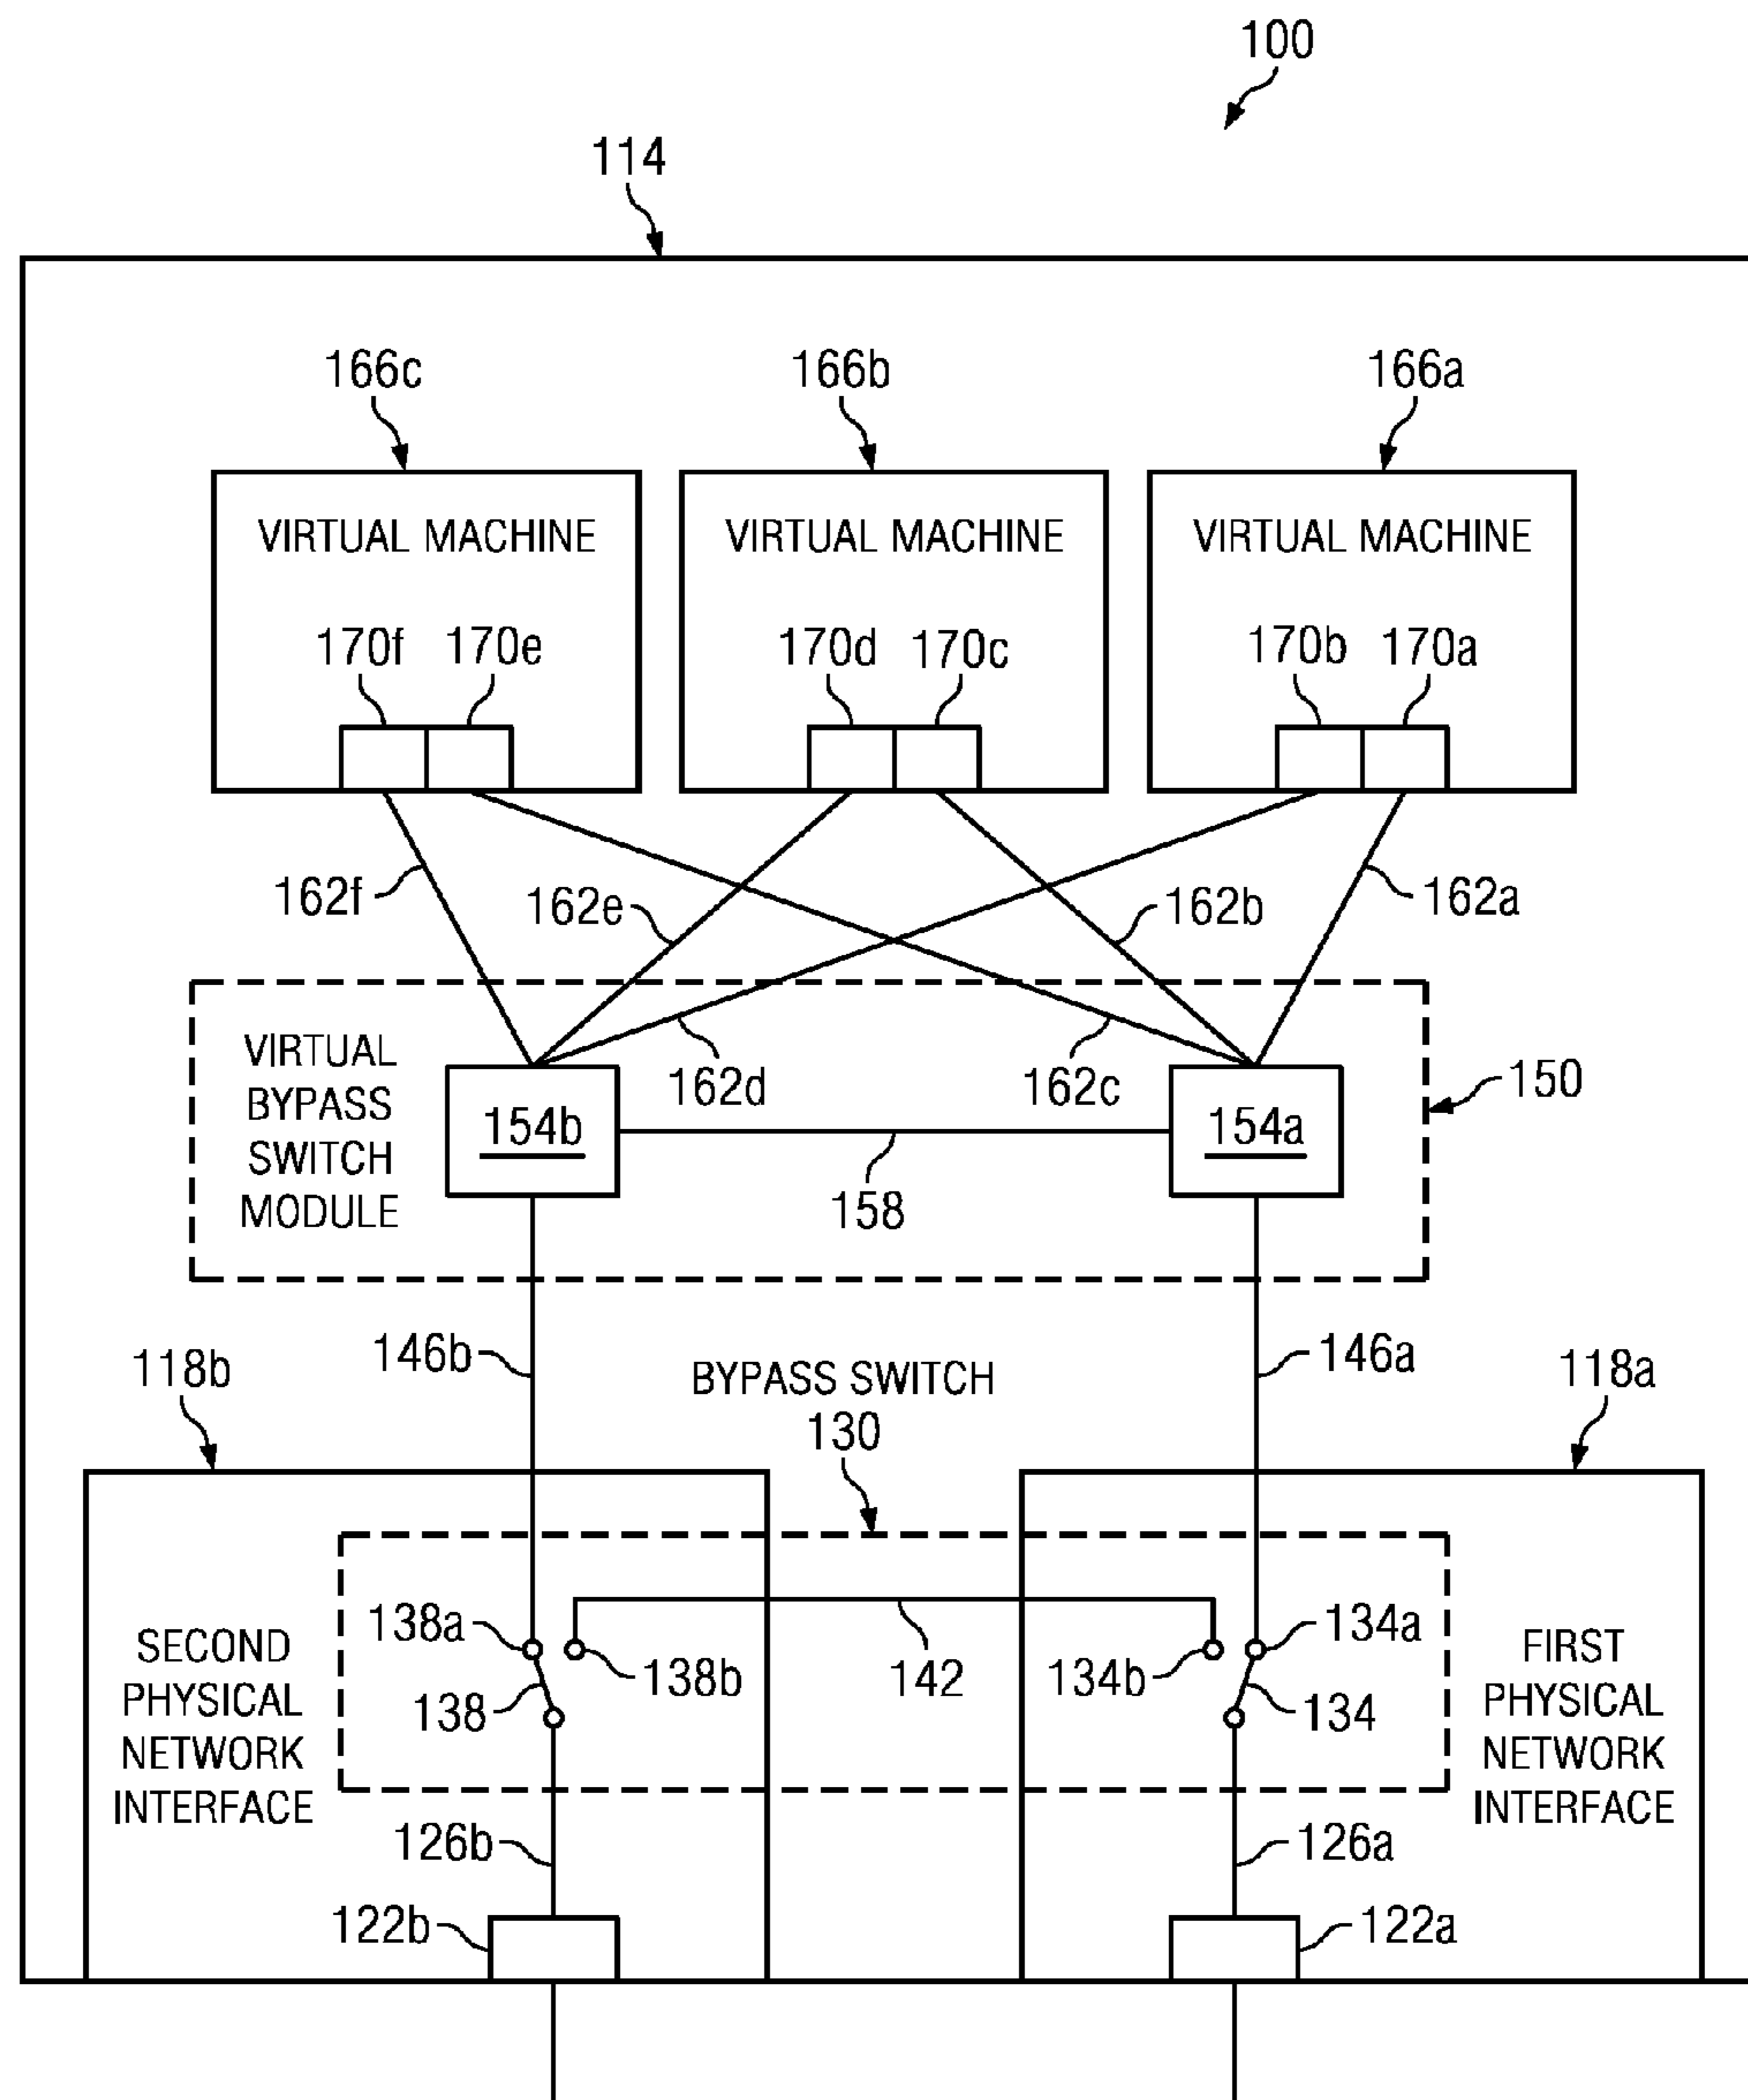 100
114
166c
166b
166a
VIRTUAL MACHINE
VIRTUAL MACHINE
VIRTUAL MACHINE
170f
170e
170d
170c
170b
170a
162f
162e
162b
162a
VIRTUAL
BYPASS
SWITCH
MODULE
162d
162c
150
154b
154a
158
146b
146a
118b
BYPASS SWITCH
130
118a
138a
134a
SECOND
PHYSICAL
NETWORK
INTERFACE
138b
142
134b
138
134
FIRST
PHYSICAL
NETWORK
INTERFACE
126b
126a
122b
122a